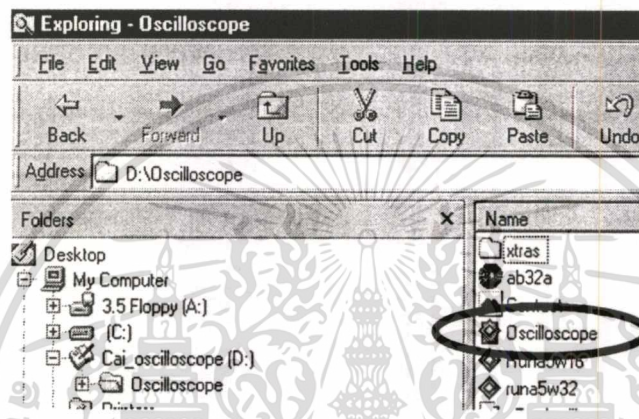 Exploring - Oscilloscope
File Edit View Go Favorites Tools Help
Back Forward Up Cut Copy Paste Undo
Address D:\Oscilloscope
Folders x Name
Desktop
My Computer
3.5 Floppy (A:)
(C:)
Cai_oscilloscope (D:)
Oscilloscope
xtras
ab32a
Oscilloscope
runa5w32